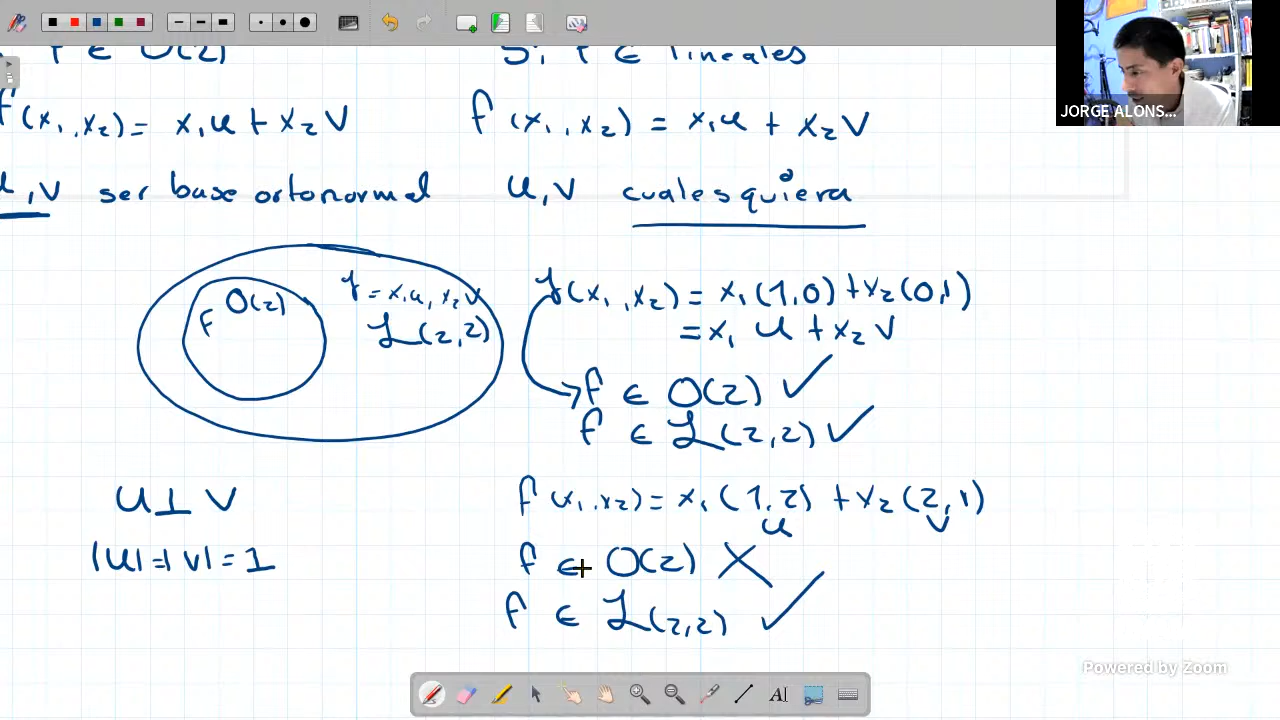 f ∈ O(2)
Si f ∈ lineales
f(x₁,x₂) = x₁u + x₂v
f(x₁,x₂) = x₁u + x₂v
u,v ser base ortonormal
u,v cualesquiera
JORGE ALONS...
O(2)
f
f = x₁u, x₂v
L(2,2)
f(x₁,x₂) = x₁(1,0) + x₂(0,1)
= x₁ u + x₂ v
f ∈ O(2) ✓
f ∈ L(2,2) ✓
u ⊥ v
|u| = |v| = 1
f(x₁,x₂) = x₁(1,2) + x₂(2,1)
u v
f ∈ O(2) X
f ∈ L(2,2) ✓
Powered by Zoom
AI